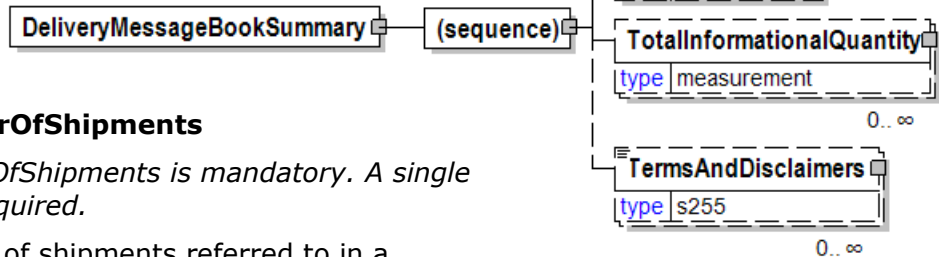 DeliveryMessageBookSummary
(sequence)
TotalInformationalQuantity
type measurement
0.. ∞
rOfShipments
OfShipments is mandatory. A single
quired.
TermsAndDisclaimers
type s255
of shipments referred to in a
0.. ∞